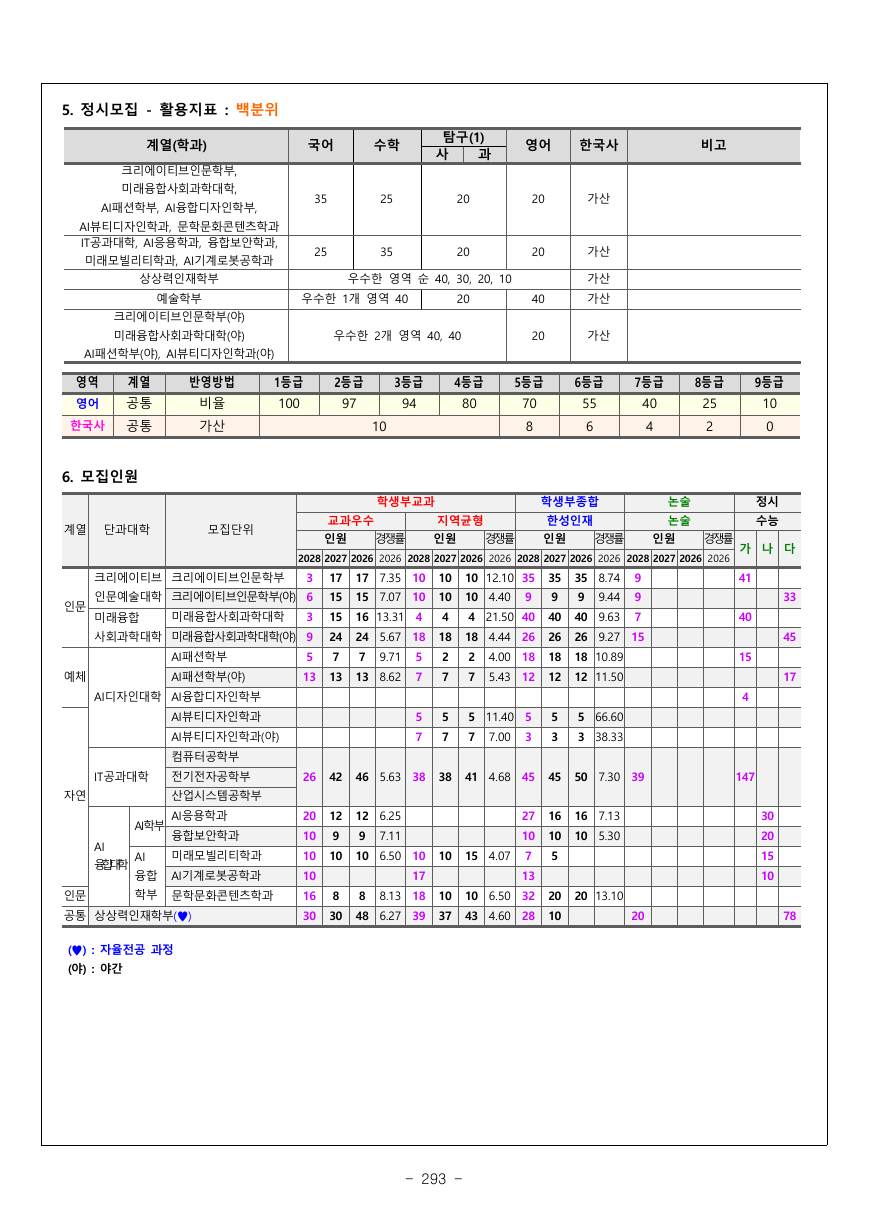 5. 정시모집 - 활용지표 : 백분위
계열(학과) 국어 수학 탐구(1) 영어 한국사 비고
사 과
크리에이티브인문학부,
미래융합사회과학대학,
AI패션학부, AI융합디자인학부,
AI뷰티디자인학과, 문학문화콘텐츠학과
35 25 20 20 가산
IT공과대학, AI응용학과, 융합보안학과,
미래모빌리티학과, AI기계로봇공학과
25 35 20 20 가산
상상력인재학부 우수한 영역 순 40, 30, 20, 10 가산
예술학부 우수한 1개 영역 40 20 40 가산
크리에이티브인문학부(야)
미래융합사회과학대학(야)
AI패션학부(야), AI뷰티디자인학과(야)
우수한 2개 영역 40, 40 20 가산
영역 계열 반영방법 1등급 2등급 3등급 4등급 5등급 6등급 7등급 8등급 9등급
영어 공통 비율 100 97 94 80 70 55 40 25 10
한국사 공통 가산 10 8 6 4 2 0
6. 모집인원
계열 단과대학 모집단위 학생부교과 학생부종합 논술 정시
교과우수 지역균형 한성인재 논술 수능
인원 경쟁률 인원 경쟁률 인원 경쟁률 인원 경쟁률 가 나 다
2028 2027 2026 2026 2028 2027 2026 2026 2028 2027 2026 2026 2028 2027 2026 2026
인문 크리에이티브 크리에이티브인문학부 3 17 17 7.35 10 10 10 12.10 35 35 35 8.74 9 41
인문예술대학 크리에이티브인문학부(야) 6 15 15 7.07 10 10 10 4.40 9 9 9 9.44 9 33
미래융합 미래융합사회과학대학 3 15 16 13.31 4 4 4 21.50 40 40 40 9.63 7 40
사회과학대학 미래융합사회과학대학(야) 9 24 24 5.67 18 18 18 4.44 26 26 26 9.27 15 45
예체 AI디자인대학 AI패션학부 5 7 7 9.71 5 2 2 4.00 18 18 18 10.89 15
AI패션학부(야) 13 13 13 8.62 7 7 7 5.43 12 12 12 11.50 17
AI융합디자인학부 4
자연 AI뷰티디자인학과 5 5 5 11.40 5 5 5 66.60
AI뷰티디자인학과(야) 7 7 7 7.00 3 3 3 38.33
컴퓨터공학부
IT공과대학 전기전자공학부 26 42 46 5.63 38 38 41 4.68 45 45 50 7.30 39 147
산업시스템공학부
AI 융합대학 AI학부 AI응용학과 20 12 12 6.25 27 16 16 7.13 30
융합보안학과 10 9 9 7.11 10 10 10 5.30 20
AI 융합 학부 미래모빌리티학과 10 10 10 6.50 10 10 15 4.07 7 5 15
AI기계로봇공학과 10 17 13 10
인문 문학문화콘텐츠학과 16 8 8 8.13 18 10 10 6.50 32 20 20 13.10
공통 상상력인재학부(♥) 30 30 48 6.27 39 37 43 4.60 28 10 20 78
(♥) : 자율전공 과정
(야) : 야간
- 293 -